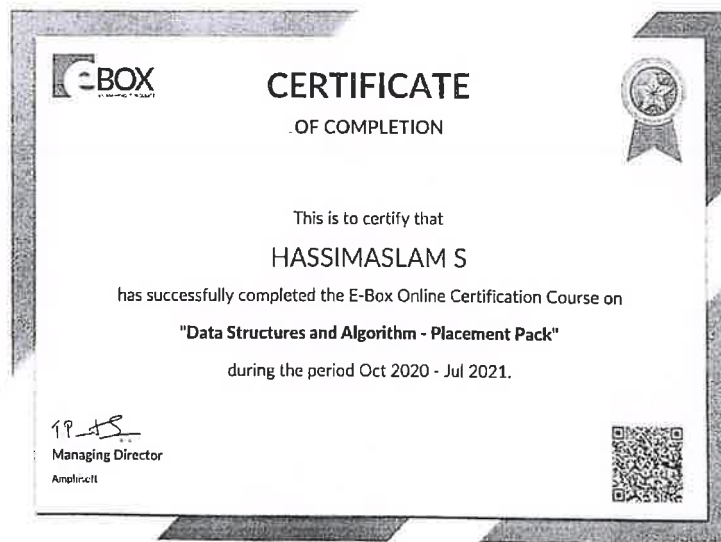 e-BOX
CERTIFICATE
OF COMPLETION
This is to certify that
HASSIMASLAM S
has successfully completed the E-Box Online Certification Course on
"Data Structures and Algorithm - Placement Pack"
during the period Oct 2020 - Jul 2021.
Managing Director
Amphisoft